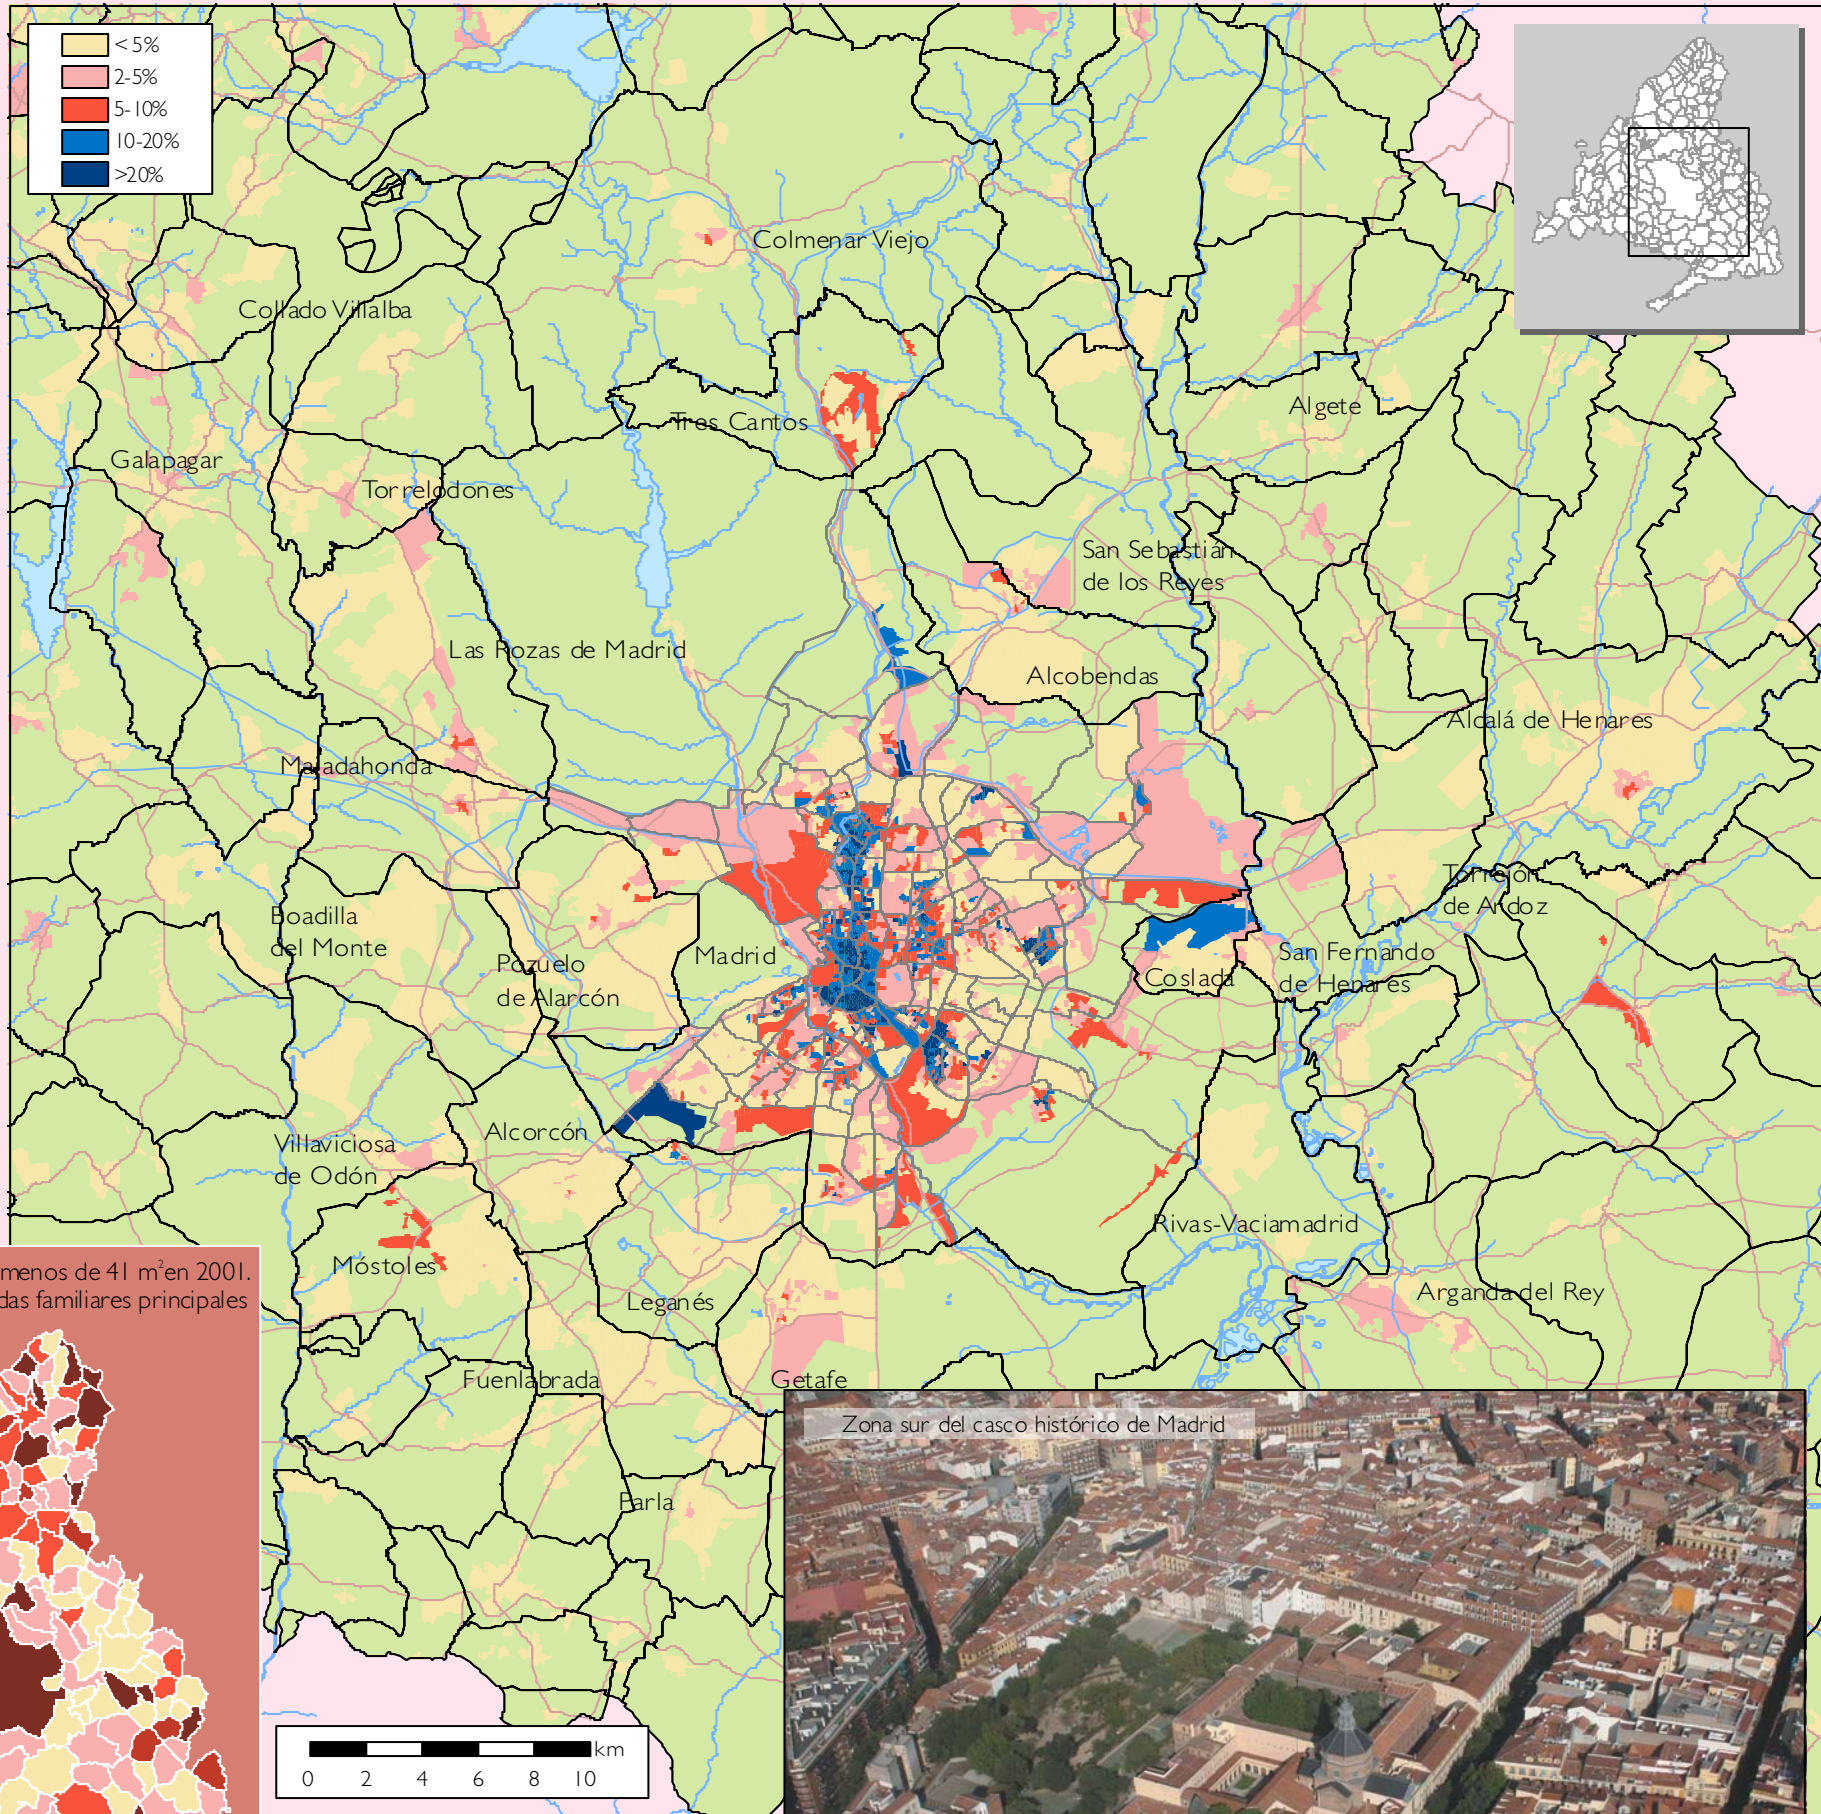 < 5%
2-5%
5-10%
10-20%
>20%
Colmenar Viejo
Collado Villalba
Tres Cantos
Algete
Galapagar
Torrelodones
San Sebastián
de los Reyes
Las Rozas de Madrid
Alcobendas
Alcalá de Henares
Majadahonda
Torrejón
de Ardoz
Boadilla
del Monte
Madrid
Pozuelo
de Alarcón
Coslada
San Fernando
de Henares
Villaviciosa
de Odón
Alcorcón
Rivas-Vaciamadrid
Móstoles
Leganés
Arganda del Rey
Fuenlabrada
Getafe
Parla
menos de 41 m² en 2001.
das familiares principales
Zona sur del casco histórico de Madrid
km
0 2 4 6 8 10